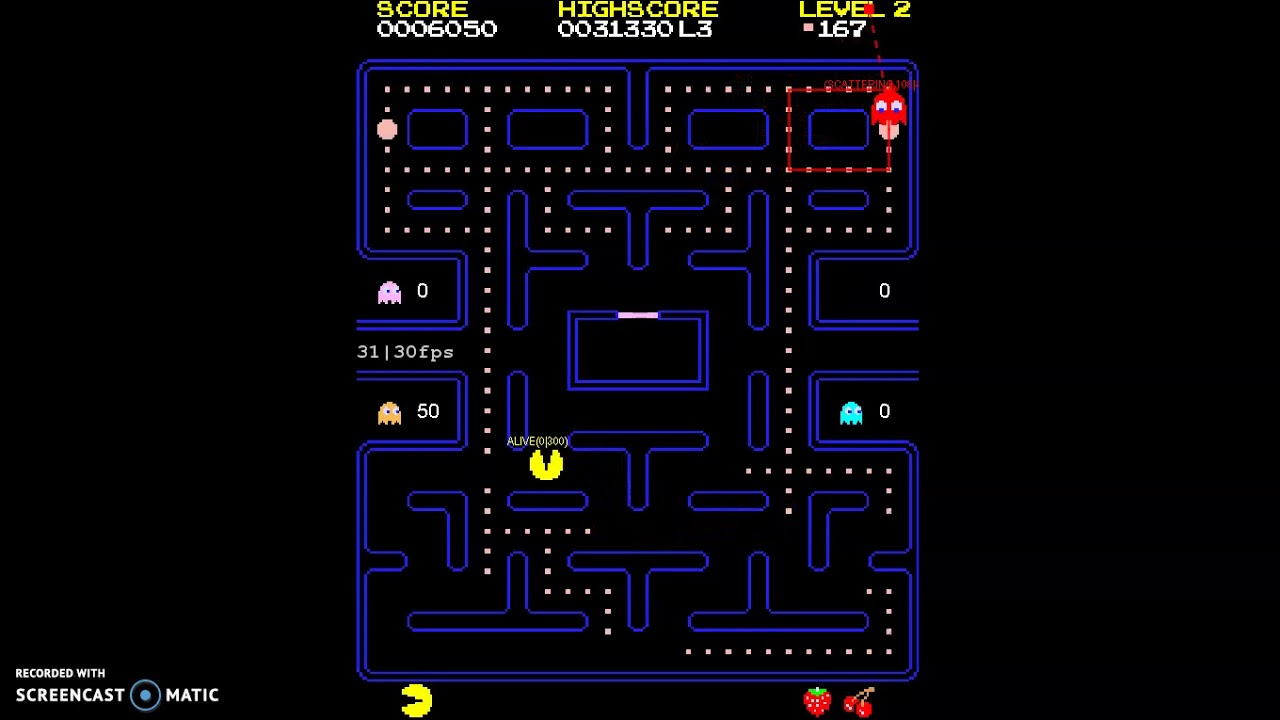 SCORE HIGHSCORE LEVEL 2
0006050 0031330 L3 167
(SCATTERING
0 0
31|30fps
50 0
ALIVE(0|300)
RECORDED WITH
SCREENCAST MATIC